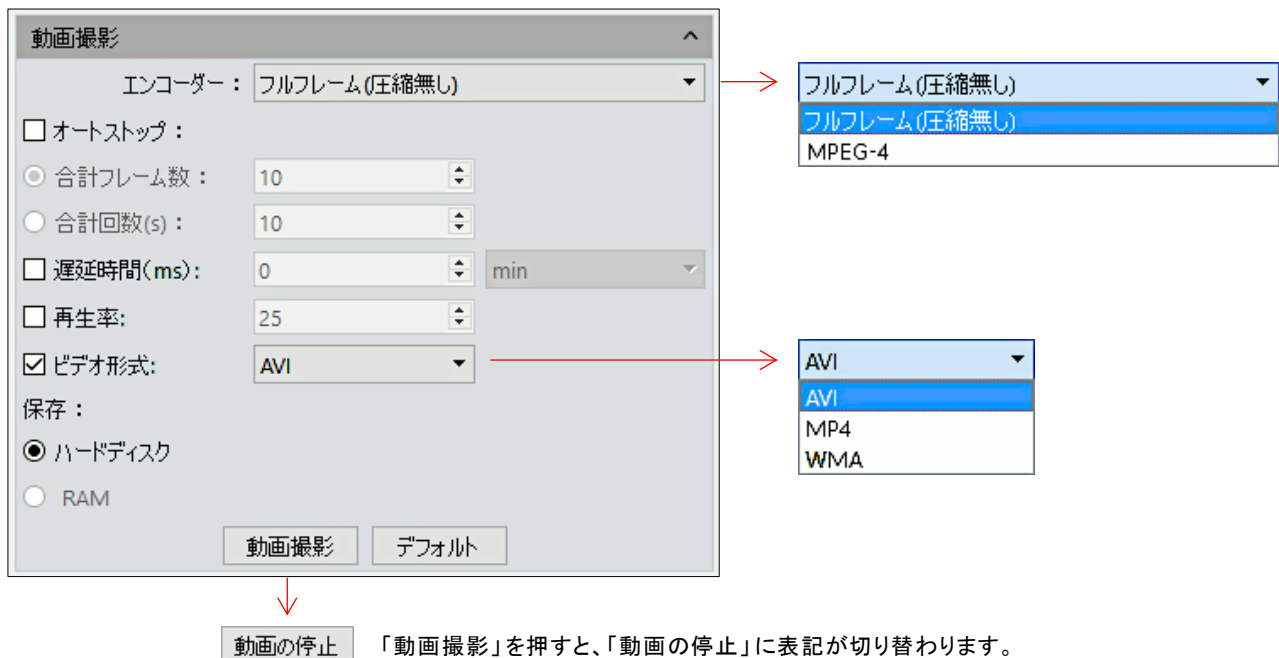 動画撮影
エンコーダー： フルフレーム(圧縮無し)
フルフレーム(圧縮無し)
フルフレーム(圧縮無し)
MPEG-4
オートストップ：
合計フレーム数： 10
合計回数(s)： 10
遅延時間(ms): 0 min
再生率: 25
ビデオ形式: AVI
AVI
AVI
MP4
WMA
保存：
ハードディスク
RAM
動画撮影 デフォルト
動画の停止 「動画撮影」を押すと、「動画の停止」に表記が切り替わります。